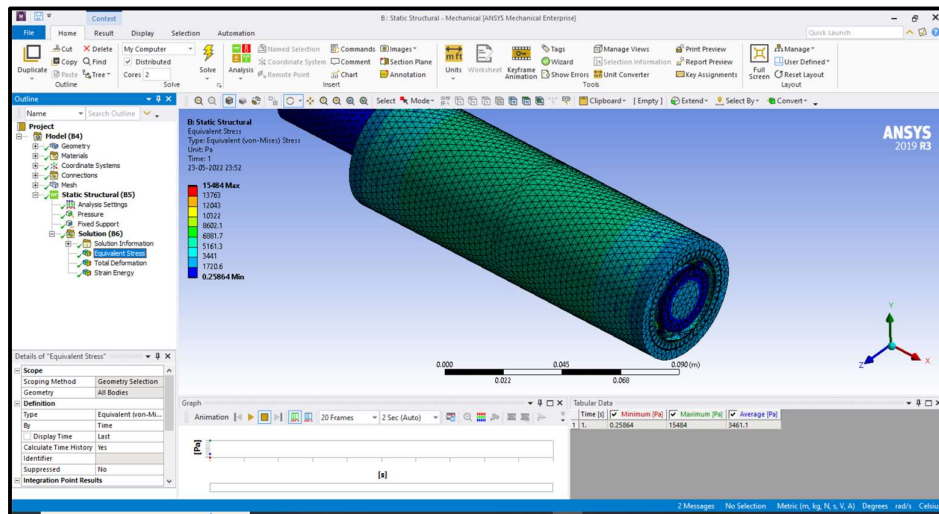 Context
B : Static Structural - Mechanical [ANSYS Mechanical Enterprise]
File Home Result Display Selection Automation
Quick Launch
Duplicate
Cut
Copy
Paste
Delete
Find
Tree
Outline
My Computer
Distributed
Cores 2
Solve
Solve
Analysis
Named Selection
Coordinate System
Remote Point
Commands
Comment
Chart
Images
Section Plane
Annotation
Insert
Units
Worksheet
Keyframe
Animation
Tags
Wizard
Show Errors
Manage Views
Selection Information
Unit Converter
Print Preview
Report Preview
Key Assignments
Tools
Full
Screen
Manage
User Defined
Reset Layout
Layout
Outline
Name Search Outline
Select Mode Clipboard [ Empty ] Extend Select By Convert
Project
Model (B4)
Geometry
Materials
Coordinate Systems
Connections
Mesh
Static Structural (B5)
Analysis Settings
Pressure
Fixed Support
Solution (B6)
Solution Information
Equivalent Stress
Total Deformation
Strain Energy
B: Static Structural
Equivalent Stress
Type: Equivalent (von-Mises) Stress
Unit: Pa
Time: 1
23-05-2022 23:52
15484 Max
13763
12043
10322
8602.1
6881.7
5161.3
3441
1720.6
0.25864 Min
ANSYS
2019 R3
0.000 0.045 0.090 (m)
0.022 0.068
Y
X
Z
Details of "Equivalent Stress"
Scope
Scoping Method Geometry Selection
Geometry All Bodies
Definition
Type Equivalent (von-Mi...
By Time
Display Time Last
Calculate Time History Yes
Identifier
Suppressed No
Integration Point Results
Graph
Animation 20 Frames 2 Sec (Auto)
[Pa]
[s]
Tabular Data
Time [s] Minimum [Pa] Maximum [Pa] Average [Pa]
1 1. 0.25864 15484 3461.1
2 Messages No Selection Metric (m, kg, N, s, V, A) Degrees rad/s Celsiu